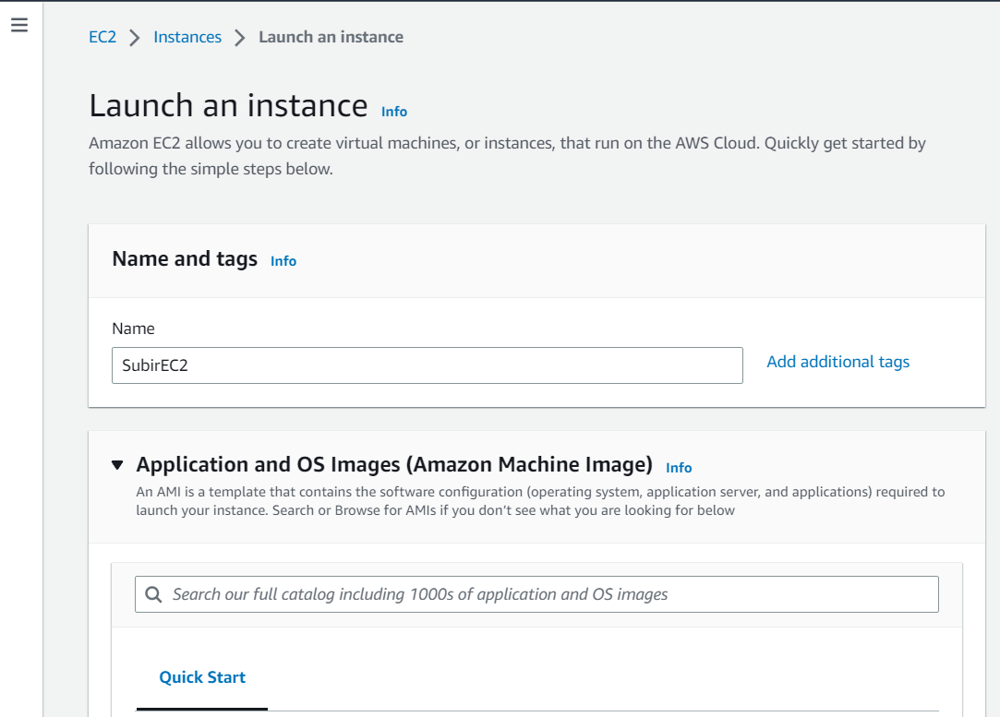 EC2 > Instances > Launch an instance
Launch an instance Info
Amazon EC2 allows you to create virtual machines, or instances, that run on the AWS Cloud. Quickly get started by
following the simple steps below.
Name and tags Info
Name
SubirEC2 Add additional tags
Application and OS Images (Amazon Machine Image) Info
An AMI is a template that contains the software configuration (operating system, application server, and applications) required to
launch your instance. Search or Browse for AMIs if you don't see what you are looking for below
Search our full catalog including 1000s of application and OS images
Quick Start